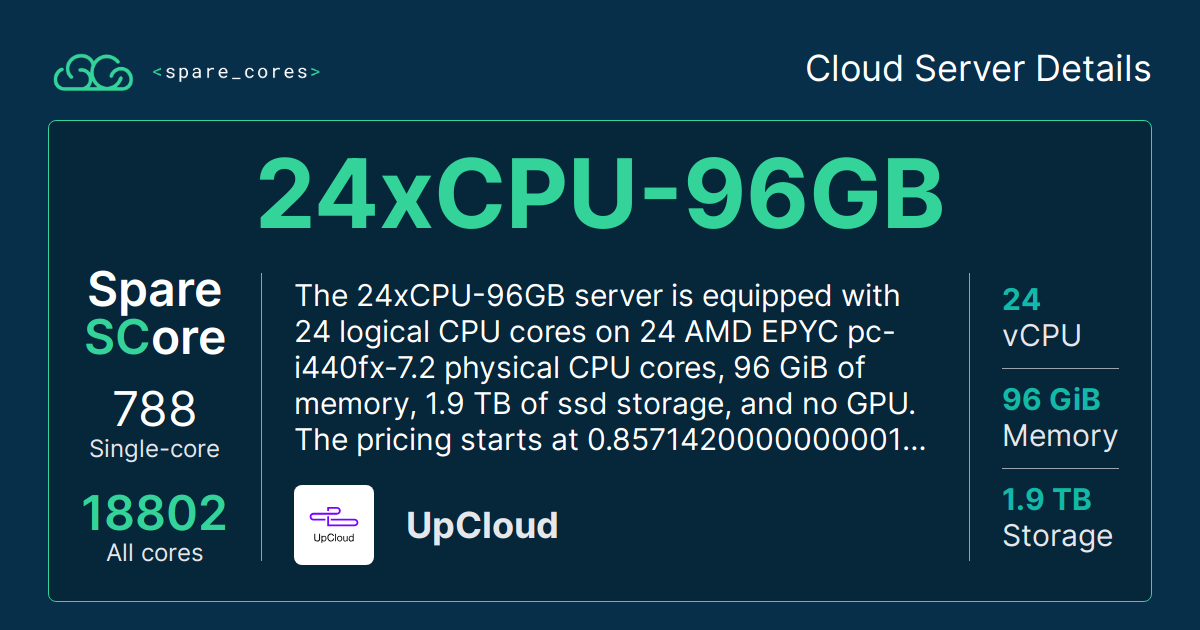 <spare_cores>
Cloud Server Details
24xCPU-96GB
Spare
SCore
788
Single-core
18802
All cores
The 24xCPU-96GB server is equipped with
24 logical CPU cores on 24 AMD EPYC pc-
i440fx-7.2 physical CPU cores, 96 GiB of
memory, 1.9 TB of ssd storage, and no GPU.
The pricing starts at 0.8571420000000001...
UpCloud
UpCloud
24
vCPU
96 GiB
Memory
1.9 TB
Storage